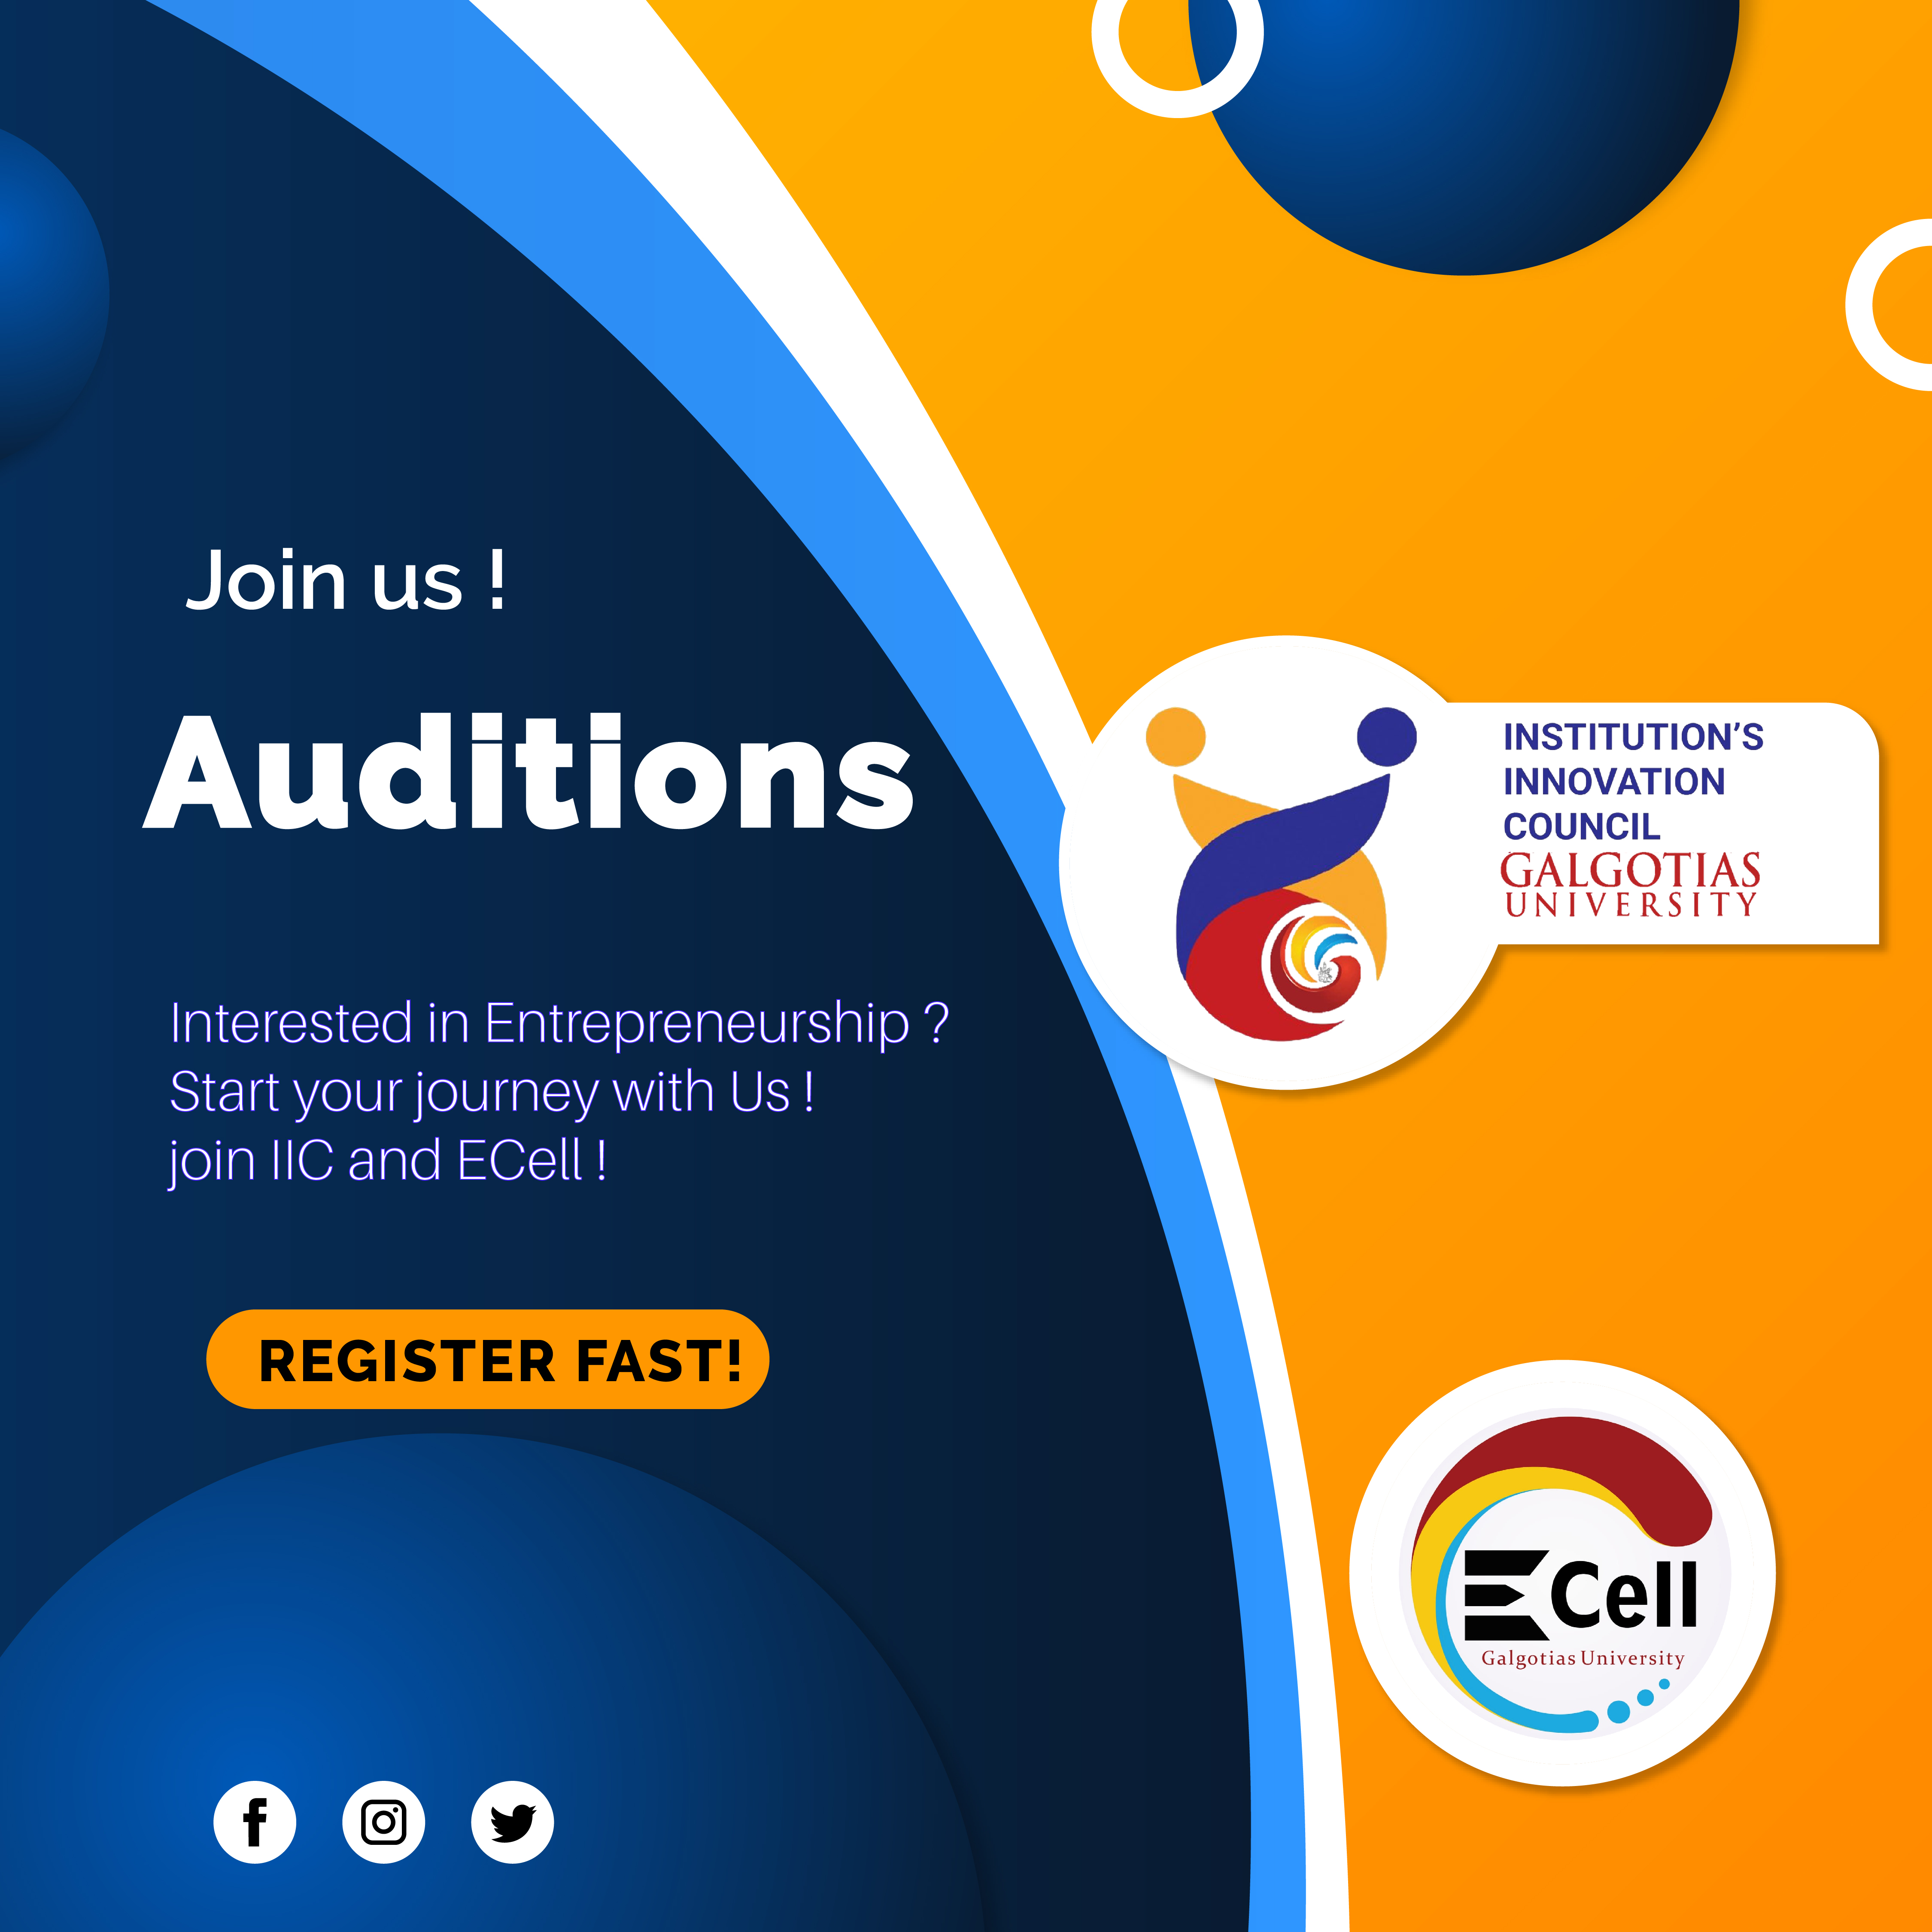 Join us !
Auditions
Interested in Entrepreneurship ?
Start your journey with Us !
join IIC and ECell !
REGISTER FAST!
INSTITUTION'S
INNOVATION
COUNCIL
GALGOTIAS
UNIVERSITY
ECell
Galgotias University